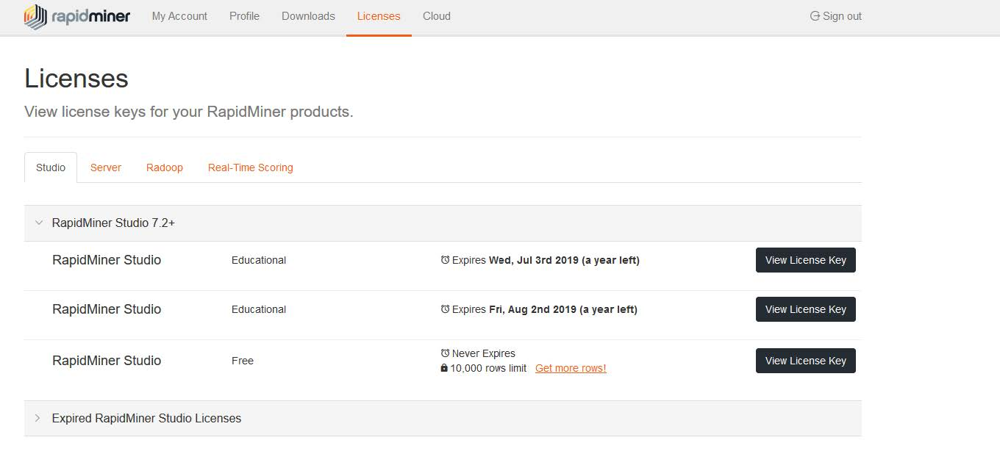 rapidminer My Account Profile Downloads Licenses Cloud Sign out
Licenses
View license keys for your RapidMiner products.
Studio Server Radoop Real-Time Scoring
RapidMiner Studio 7.2+
RapidMiner Studio Educational Expires Wed, Jul 3rd 2019 (a year left) View License Key
RapidMiner Studio Educational Expires Fri, Aug 2nd 2019 (a year left) View License Key
RapidMiner Studio Free Never Expires View License Key
10,000 rows limit Get more rows!
Expired RapidMiner Studio Licenses